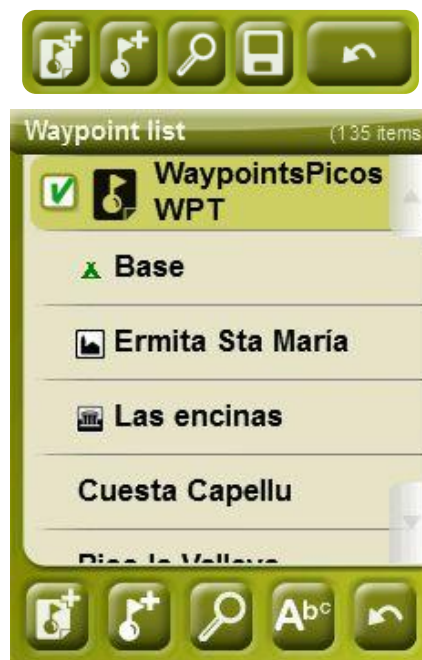 Waypoint list (135 items
WaypointsPicos
WPT
Base
Ermita Sta María
Las encinas
Cuesta Capellu
Abc